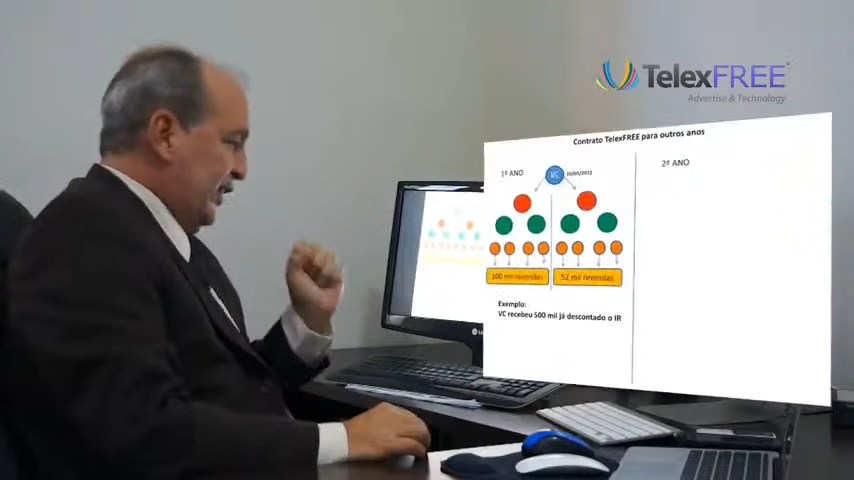 TelexFREE
Advertise & Technology
Contrato TelexFREE para outros anos
1º ANO
VC
2º ANO
100 mil revendas
52 mil revendas
Exemplo:
VC recebeu 500 mil já descontado o IR